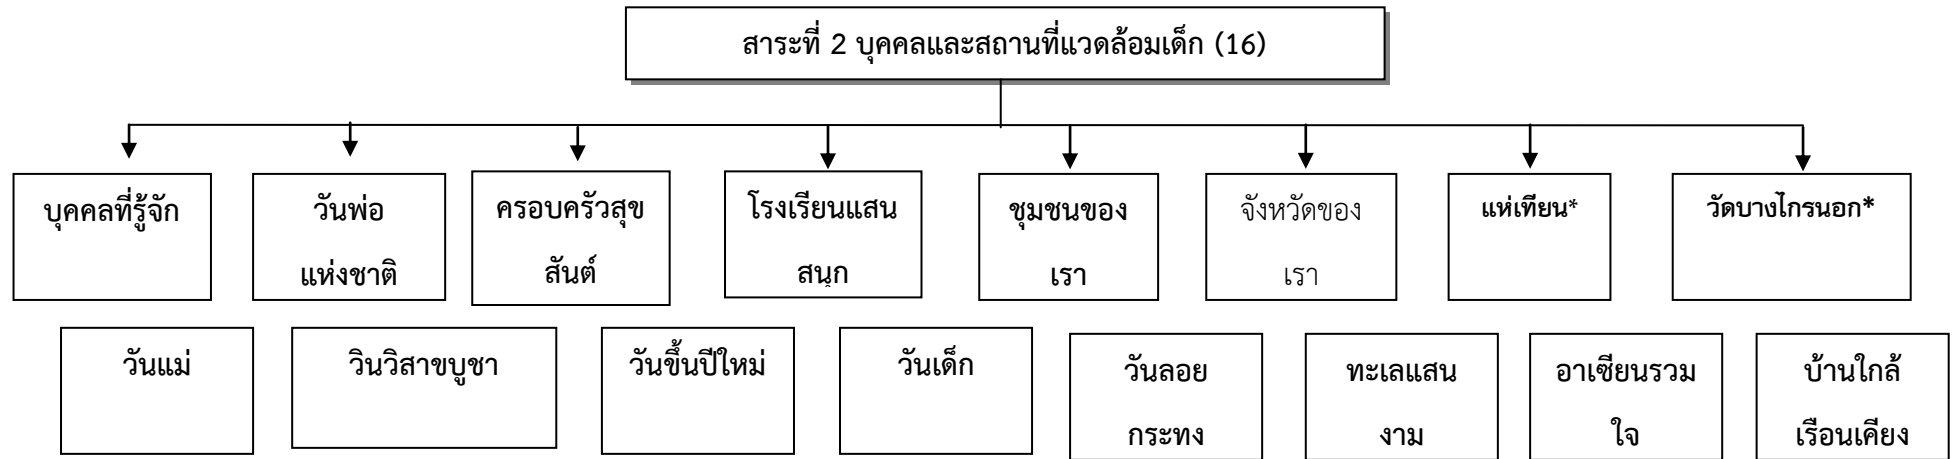 สาระที่ 2 บุคคลและสถานที่แวดล้อมเด็ก (16)
บุคคลที่รู้จัก
วันพ่อ
แห่งชาติ
ครอบครัวสุข
สันต์
โรงเรียนแสน
สนุก
ชุมชนของ
เรา
จังหวัดของ
เรา
แห่เทียน*
วัดบางไกรนอก*
วันแม่
วินวิสาขบูชา
วันขึ้นปีใหม่
วันเด็ก
วันลอย
กระทง
ทะเลแสน
งาม
อาเซียนรวม
ใจ
บ้านใกล้
เรือนเคียง